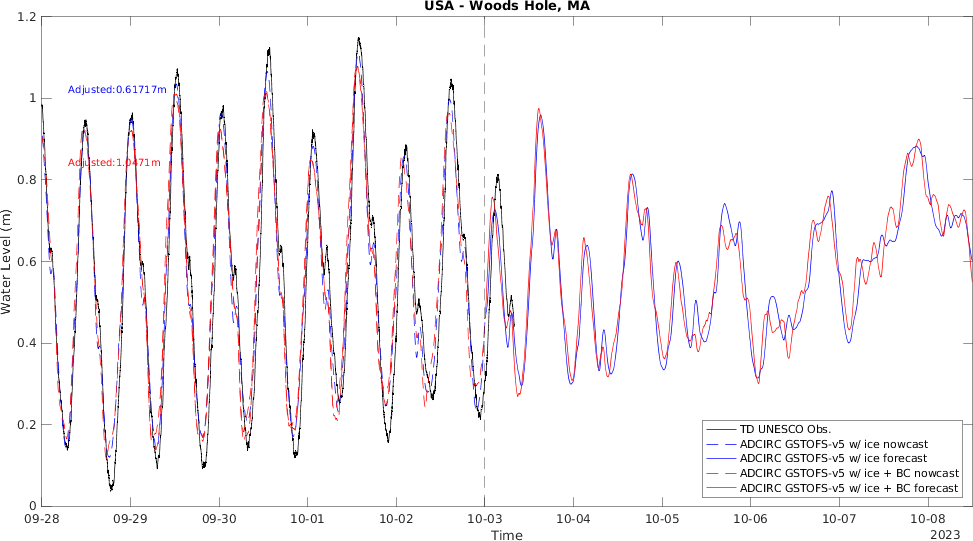 USA - Woods Hole, MA
1.2
1
0.8
0.6
0.4
0.2
0
Water Level (m)
Adjusted:0.61717m
Adjusted:1.0471m
TD UNESCO Obs.
ADCIRC GSTOFS-v5 w/ ice nowcast
ADCIRC GSTOFS-v5 w/ ice forecast
ADCIRC GSTOFS-v5 w/ ice + BC nowcast
ADCIRC GSTOFS-v5 w/ ice + BC forecast
09-28 09-29 09-30 10-01 10-02 10-03 10-04 10-05 10-06 10-07 10-08
Time
2023